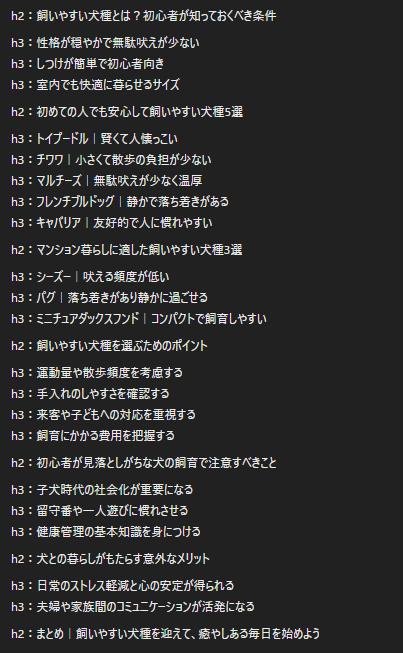 h2：飼いやすい犬種とは？初心者が知っておくべき条件
h3：性格が穏やかで無駄吠えが少ない
h3：しつけが簡単で初心者向き
h3：室内でも快適に暮らせるサイズ
h2：初めての人でも安心して飼いやすい犬種5選
h3：トイプードル｜賢くて人懐っこい
h3：チワワ｜小さくて散歩の負担が少ない
h3：マルチーズ｜無駄吠えが少なく温厚
h3：フレンチブルドッグ｜静かで落ち着きがある
h3：キャバリア｜友好的で人に慣れやすい
h2：マンション暮らしに適した飼いやすい犬種3選
h3：シーズー｜吠える頻度が低い
h3：パグ｜落ち着きがあり静かに過ごせる
h3：ミニチュアダックスフンド｜コンパクトで飼育しやすい
h2：飼いやすい犬種を選ぶためのポイント
h3：運動量や散歩頻度を考慮する
h3：手入れのしやすさを確認する
h3：来客や子どもへの対応を重視する
h3：飼育にかかる費用を把握する
h2：初心者が見落としがちな犬の飼育で注意すべきこと
h3：子犬時代の社会化が重要になる
h3：留守番や一人遊びに慣れさせる
h3：健康管理の基本知識を身につける
h2：犬との暮らしがもたらす意外なメリット
h3：日常のストレス軽減と心の安定が得られる
h3：夫婦や家族間のコミュニケーションが活発になる
h2：まとめ｜飼いやすい犬種を迎えて、癒やしある毎日を始めよう